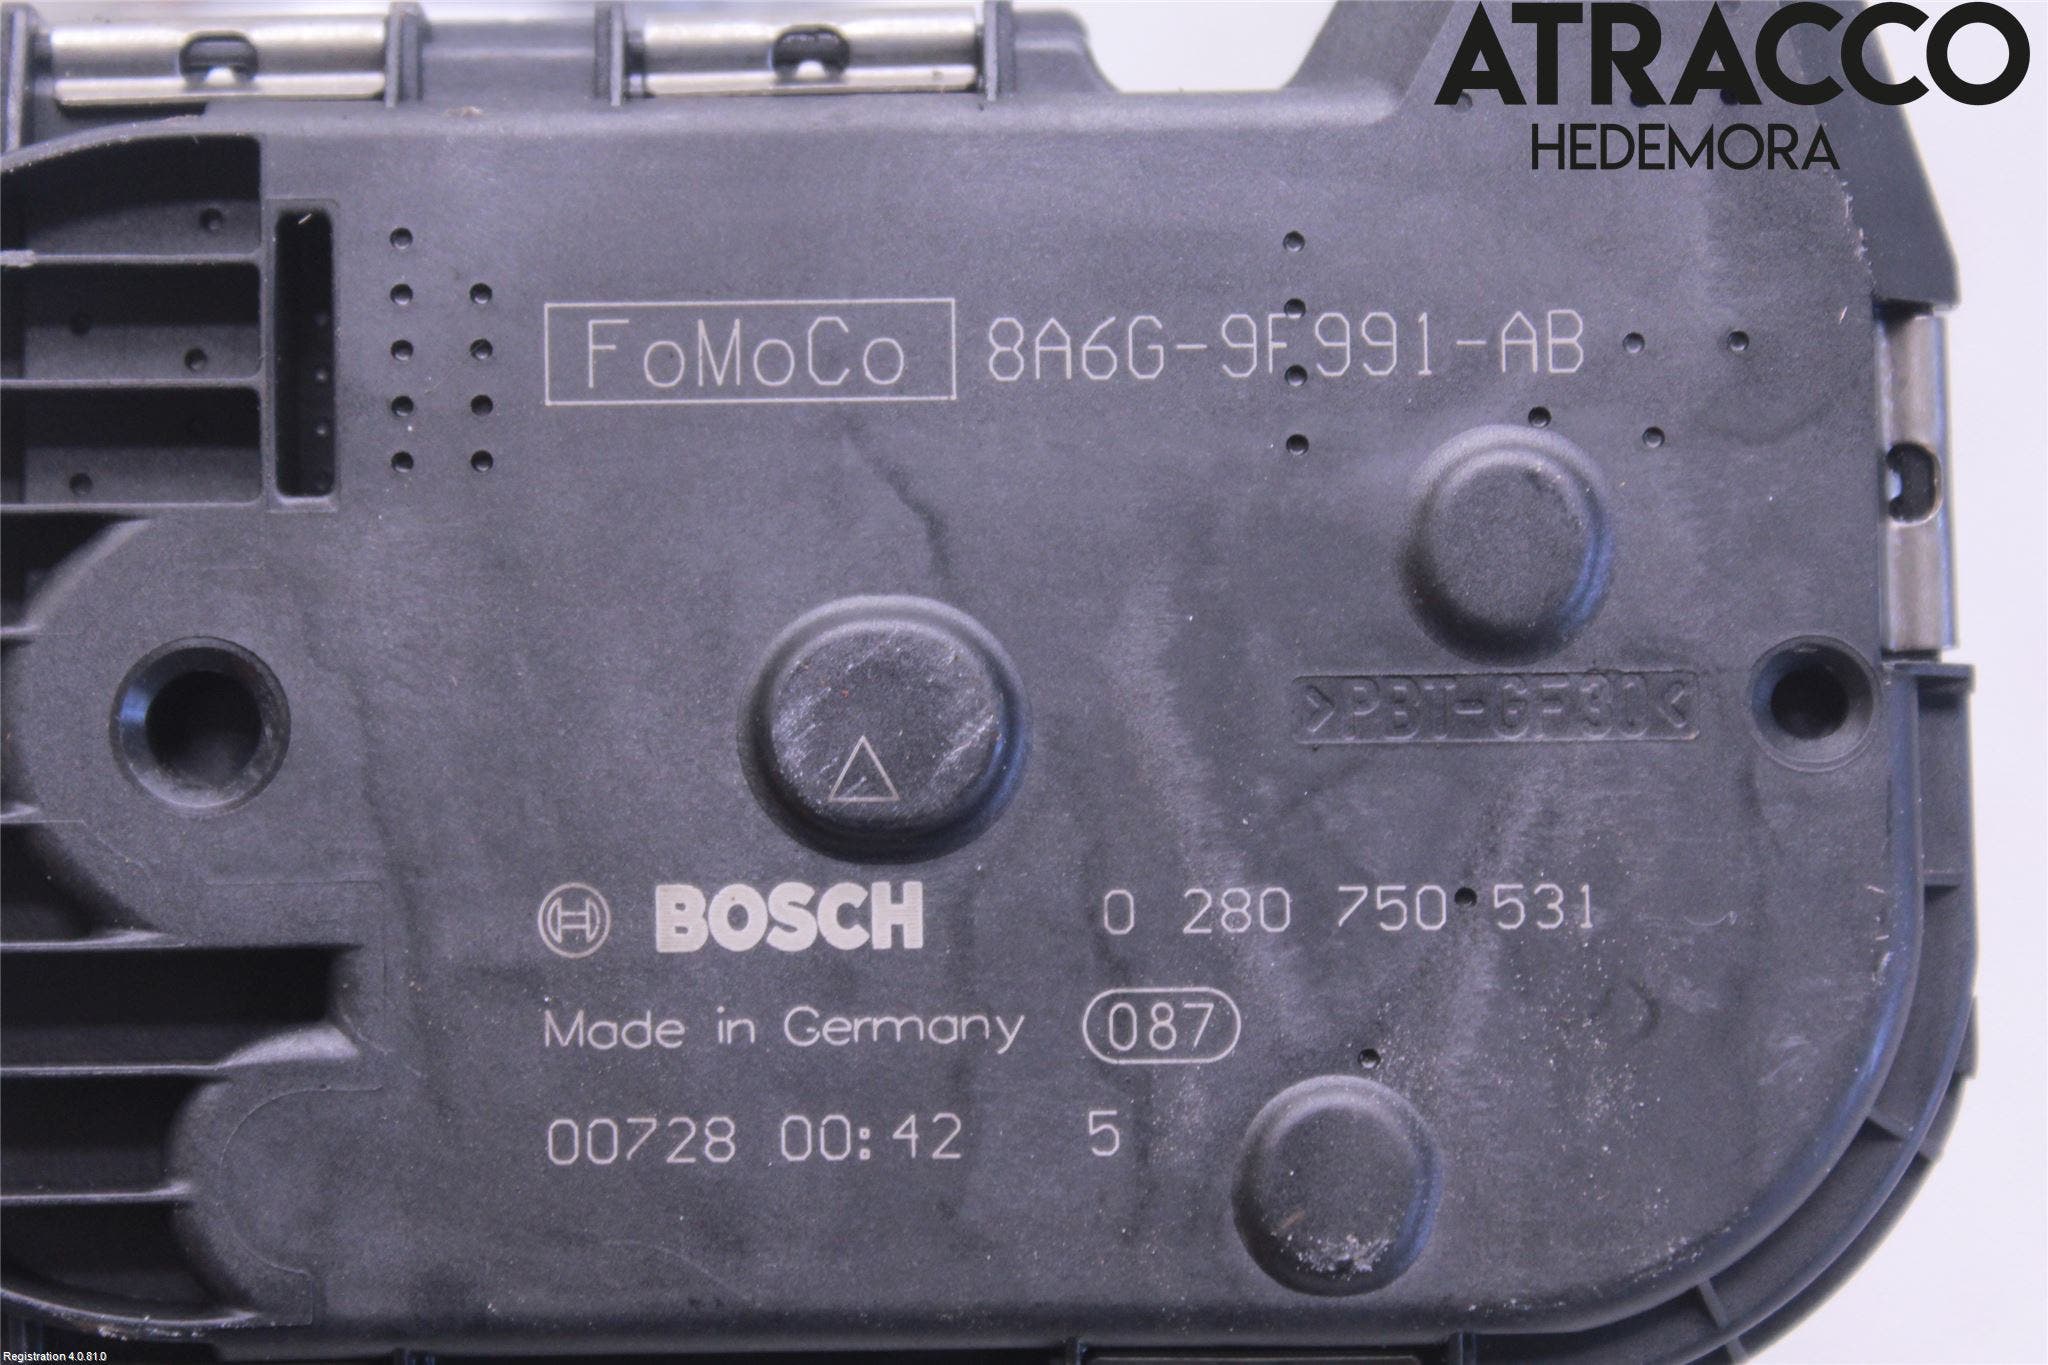 ATRACCO
HEDEMORA
FoMoCo 8A6G-9F991-AB
>PBT-GF30<
BOSCH 0 280 750 531
Made in Germany 087
00728 00:42 5
Registration 4.0.81.0